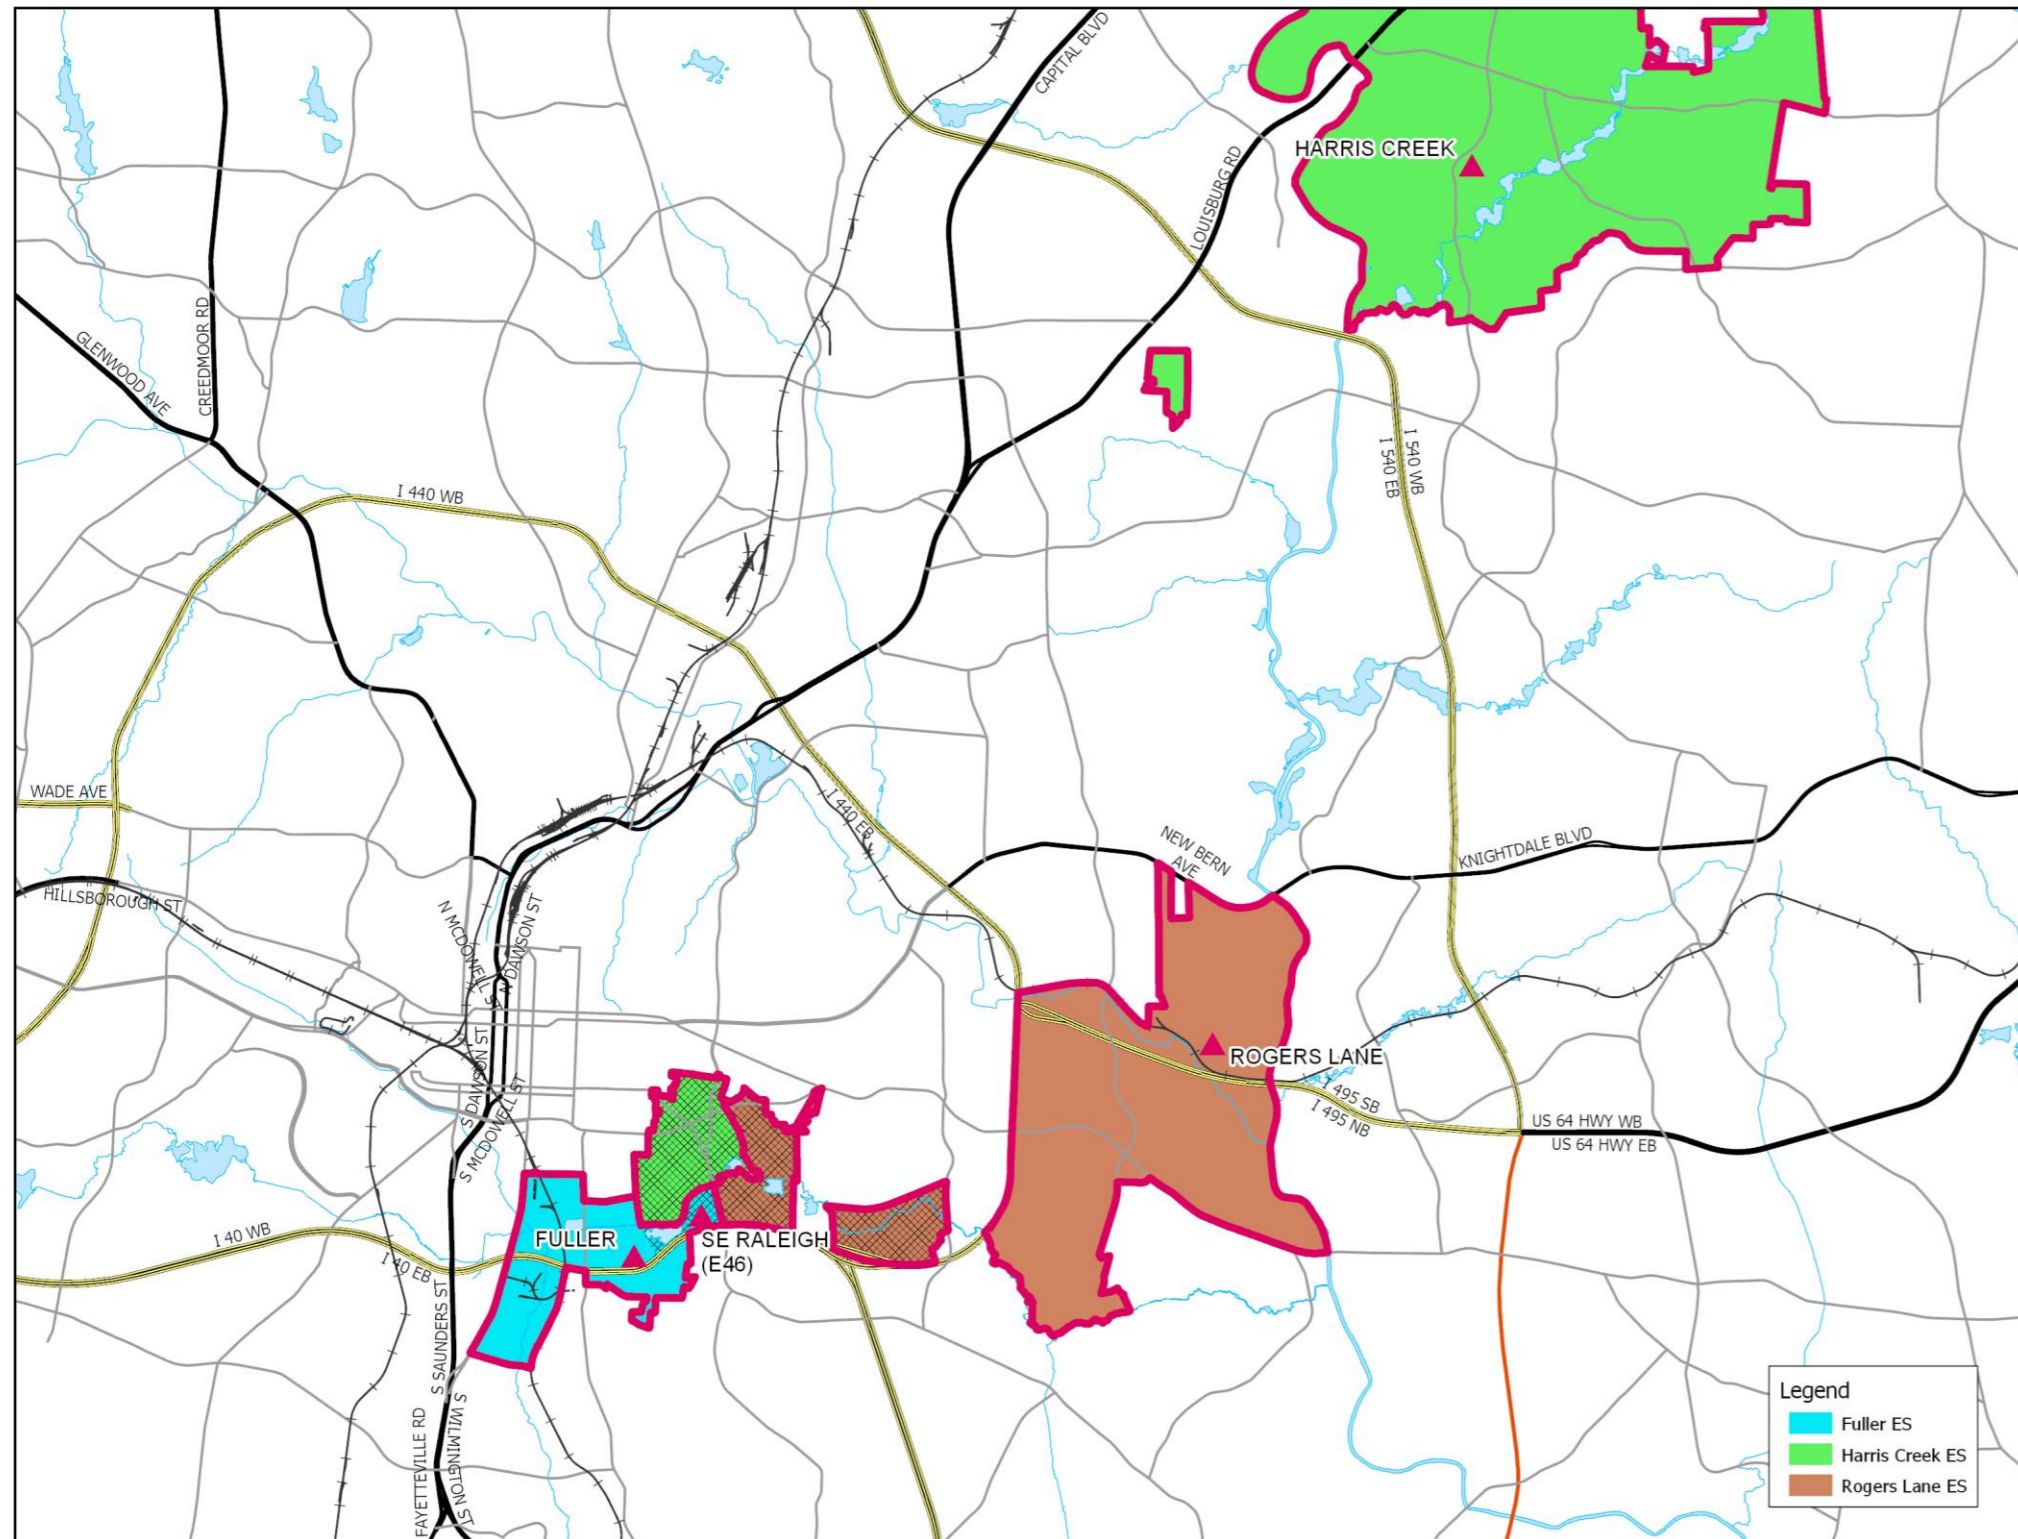 CAPITAL BLVD
HARRIS CREEK
LOUISBURG RD
CREEDMOOR RD
GLENWOOD AVE
I 540 WB
I 540 EB
I 440 WB
WADE AVE
I 440 EB
NEW BERN
AVE
KNIGHTDALE BLVD
HILLSBOROUGH ST
N MCDOWELL ST
N DAWSON ST
S DAWSON ST
S MCDOWELL ST
ROGERS LANE
I 495 SB
I 495 NB
US 64 HWY WB
US 64 HWY EB
I 40 WB
I 40 EB
FULLER
SE RALEIGH
(E46)
S SAUNDERS ST
S WILMINGTON ST
FAYETTEVILLE RD
Legend
Fuller ES
Harris Creek ES
Rogers Lane ES